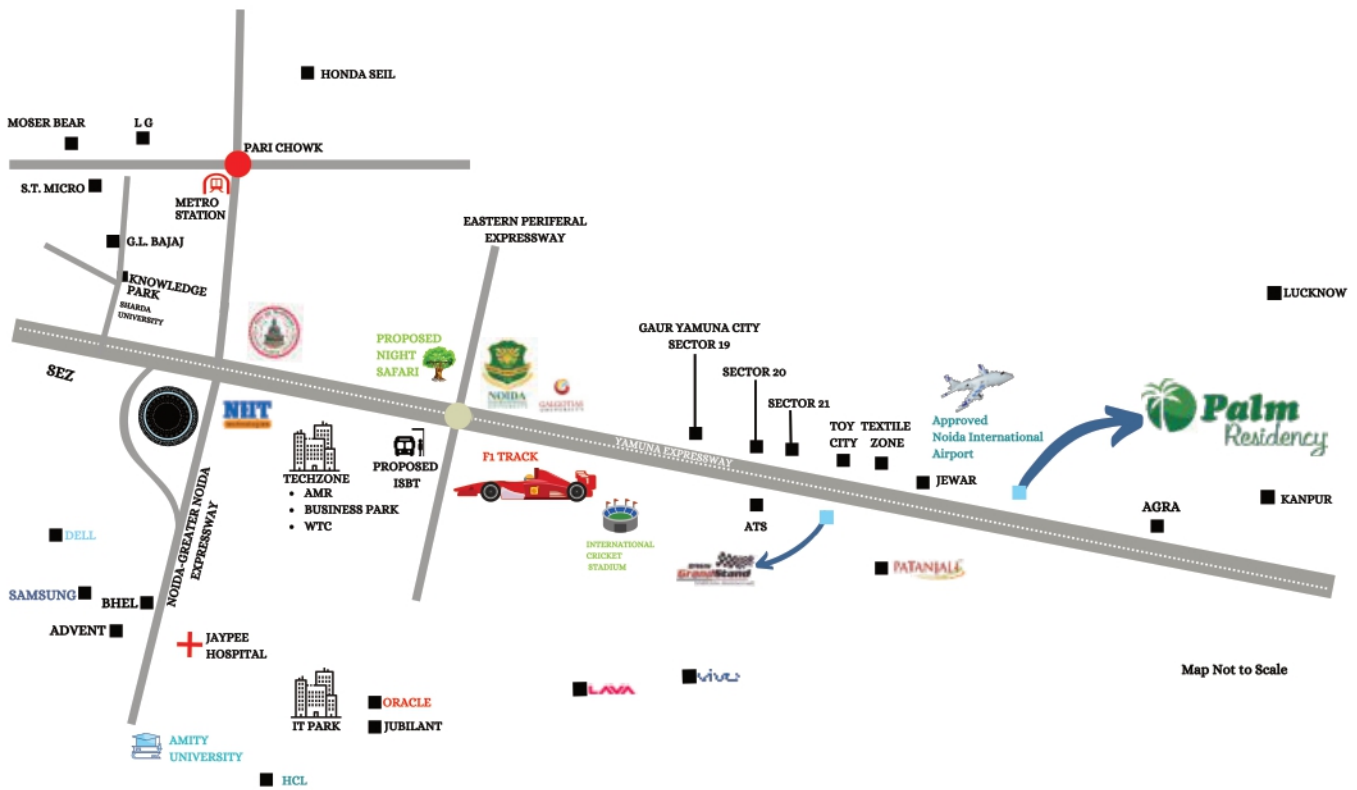 HONDA SEIL
MOSER BEAR
L G
PARI CHOWK
S.T. MICRO
METRO
STATION
EASTERN PERIFERAL
EXPRESSWAY
G.L. BAJAJ
KNOWLEDGE
PARK
SHARDA
UNIVERSITY
LUCKNOW
GAUR YAMUNA CITY
SECTOR 19
PROPOSED
NIGHT
SAFARI
SECTOR 20
SEZ
NOIDA
GALGOTIAS
UNIVERSITY
SECTOR 21
Palm
Residency
NIIT
Approved
Noida International
Airport
TOY
CITY
TEXTILE
ZONE
YAMUNA EXPRESSWAY
F1 TRACK
PROPOSED
ISBT
TECHZONE
• AMR
• BUSINESS PARK
• WTC
JEWAR
KANPUR
AGRA
ATS
NOIDA-GREATER NOIDA
EXPRESSWAY
DELL
INTERNATIONAL
CRICKET
STADIUM
GrandStand
PATANJALI
SAMSUNG
BHEL
ADVENT
JAYPEE
HOSPITAL
Map Not to Scale
LAVA
vivo
IT PARK
ORACLE
JUBILANT
AMITY
UNIVERSITY
HCL